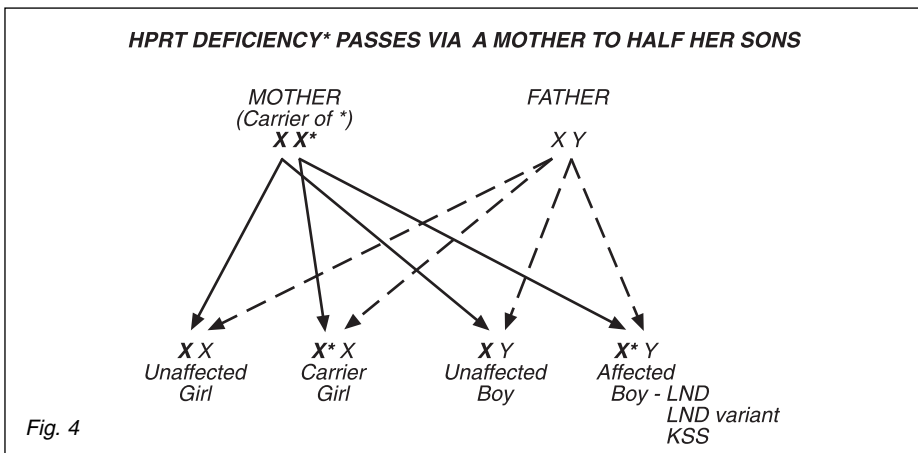 HPRT DEFICIENCY* PASSES VIA A MOTHER TO HALF HER SONS
MOTHER
(Carrier of *)
X X*
FATHER
X Y
X X
Unaffected
Girl
X* X
Carrier
Girl
X Y
Unaffected
Boy
X* Y
Affected
Boy - LND
LND variant
KSS
Fig. 4